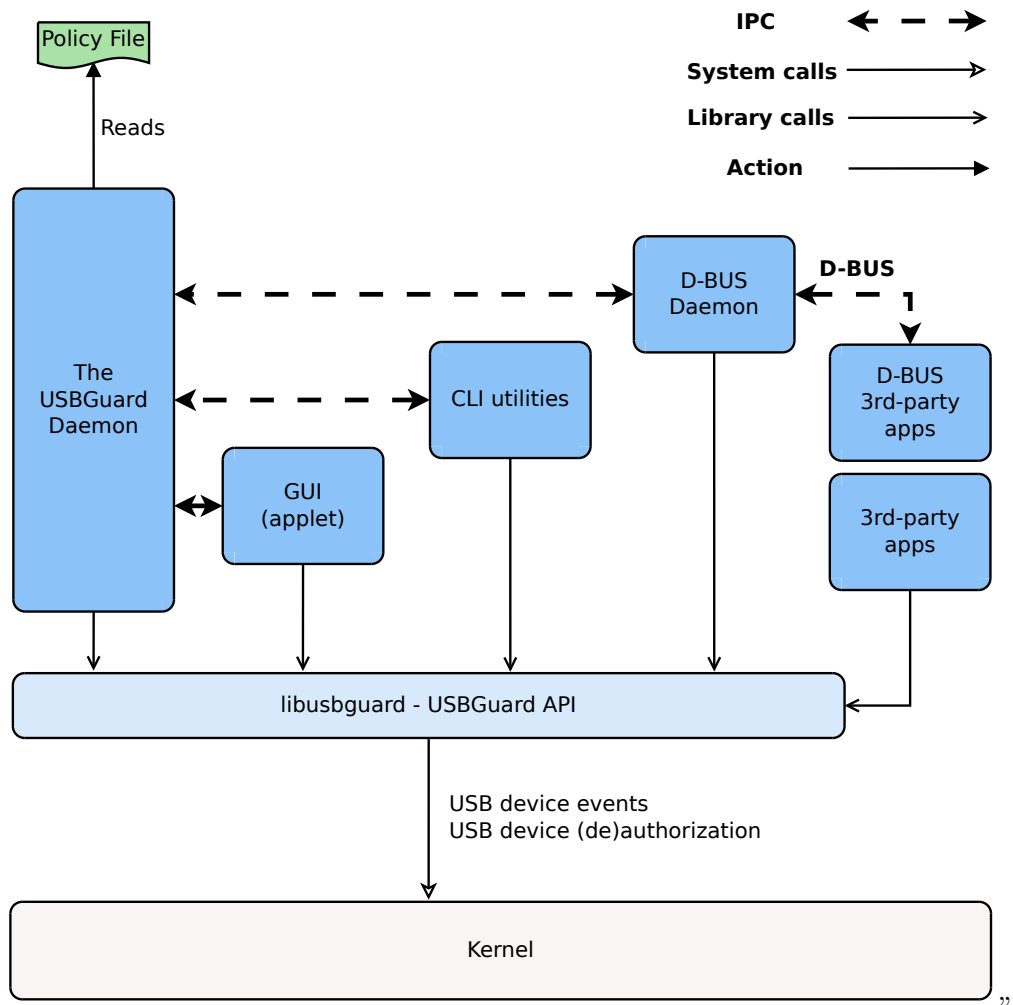 Policy File
IPC
System calls
Library calls
Action
Reads
The
USBGuard
Daemon
D-BUS
Daemon
D-BUS
CLI utilities
D-BUS
3rd-party
apps
GUI
(applet)
3rd-party
apps
libusbguard - USBGuard API
USB device events
USB device (de)authorization
Kernel
”